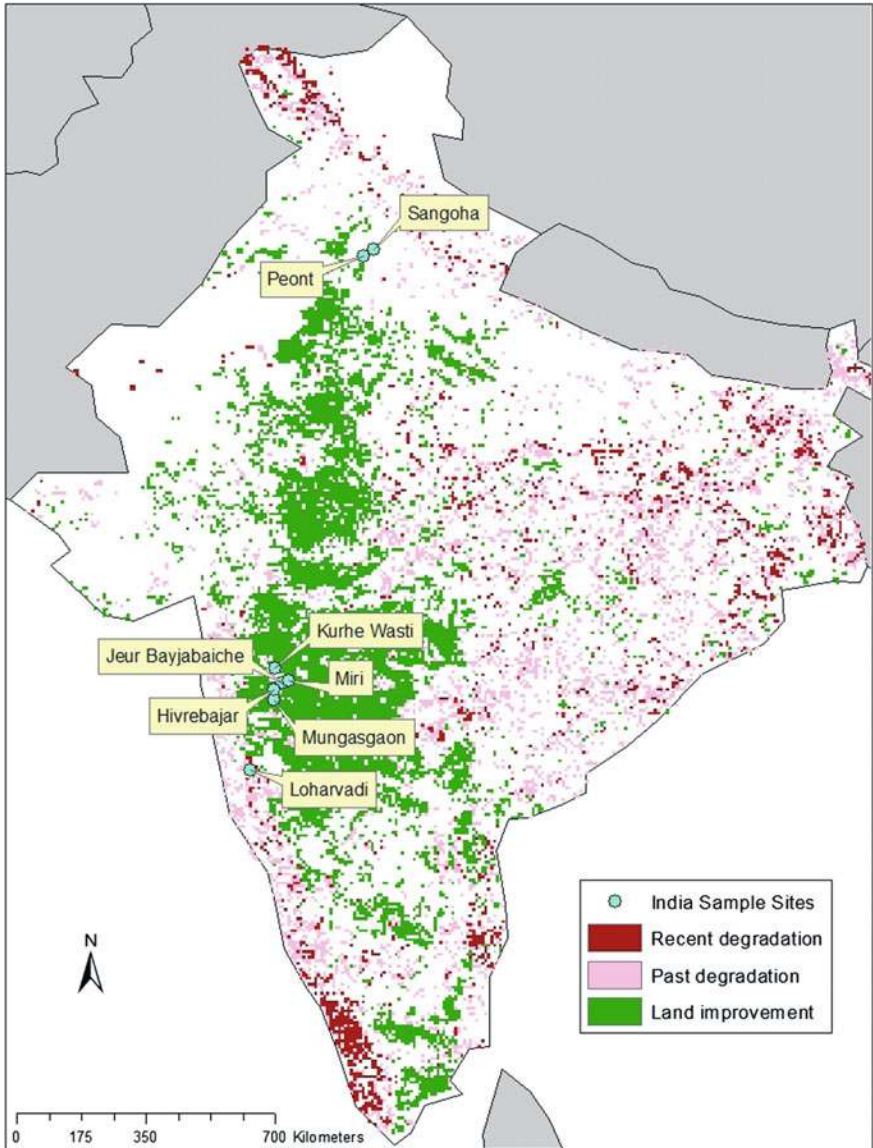 Sangoha
Peont
Kurhe Wasti
Jeur Bayjabaiche
Miri
Hivrebajar
Mungasgaon
Loharvadi
India Sample Sites
Recent degradation
Past degradation
Land improvement
N
0 175 350 700 Kilometers